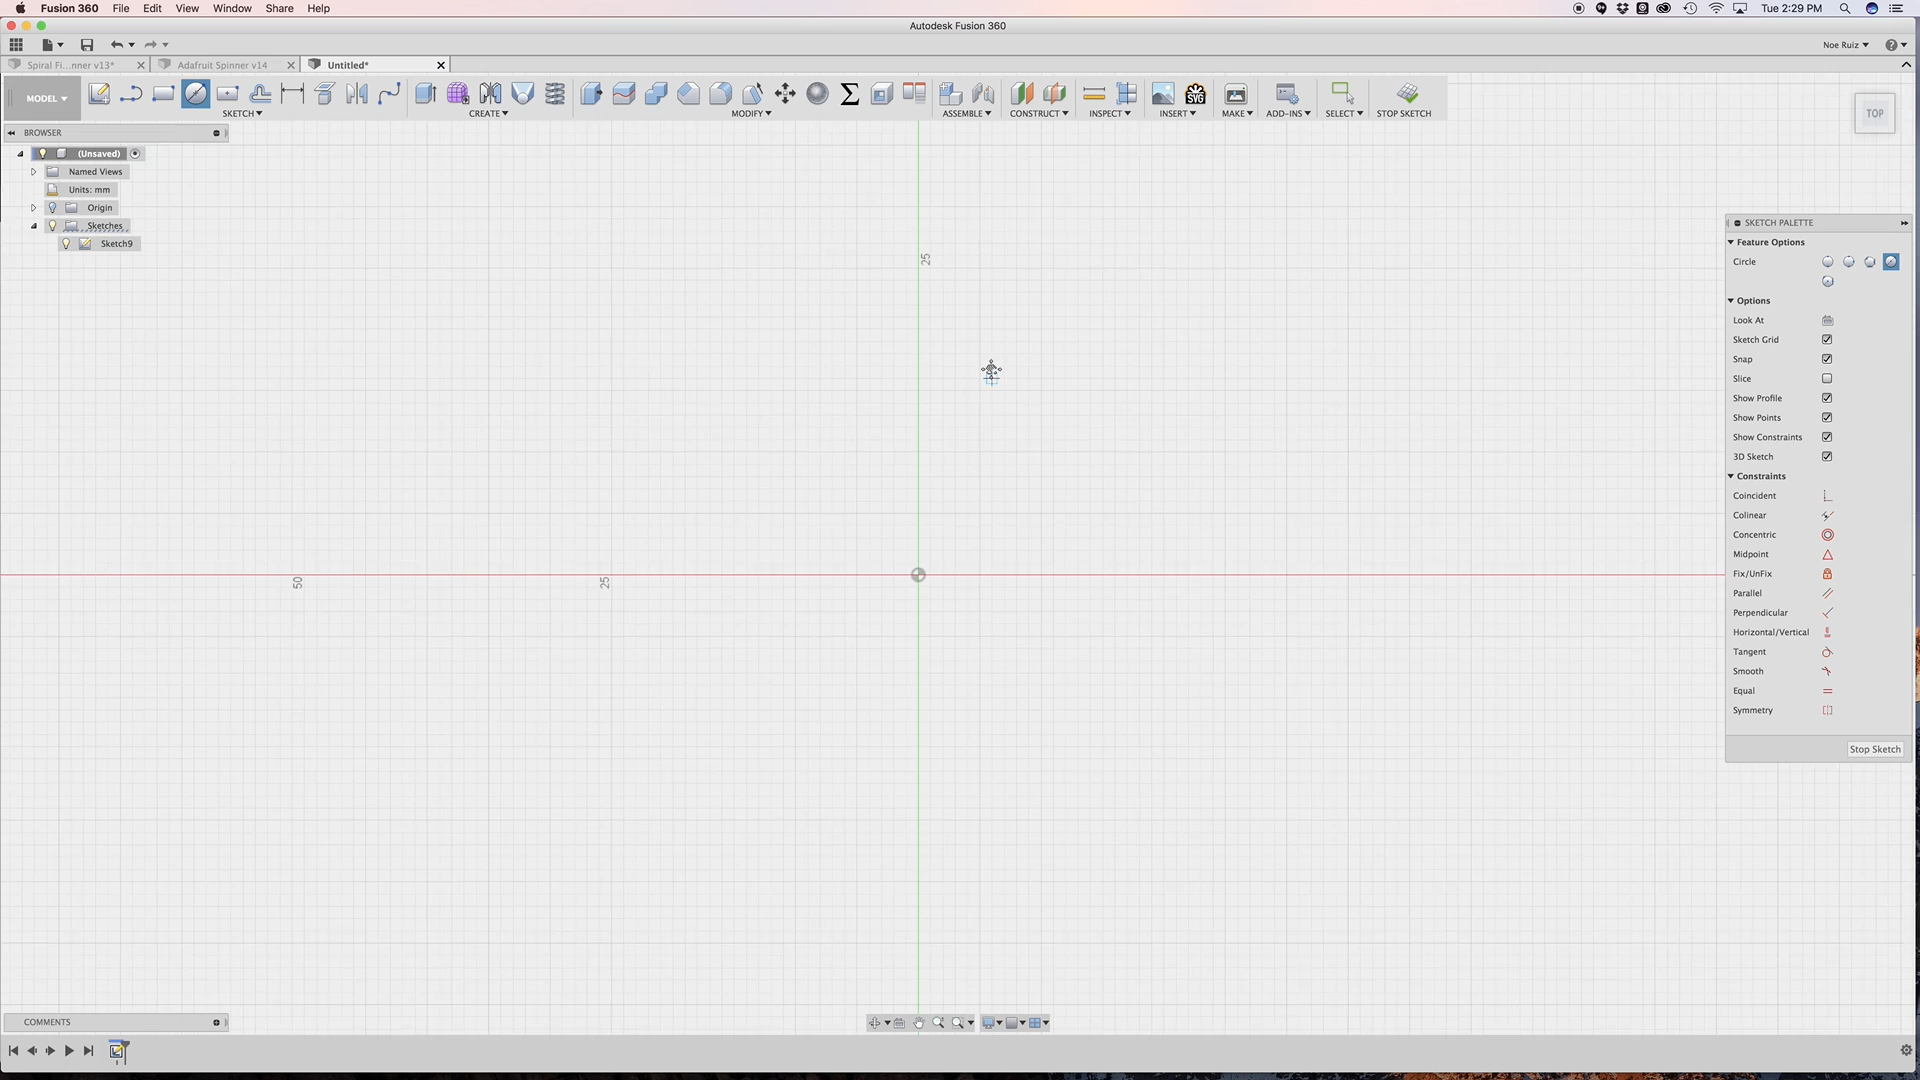 Fusion 360 File Edit View Window Share Help Tue 2:29 PM
Autodesk Fusion 360
Noe Ruiz
Spiral Fi...nner v13* Adafruit Spinner v14 Untitled*
MODEL
SVG
SKETCH CREATE MODIFY ASSEMBLE CONSTRUCT INSPECT INSERT MAKE ADD-INS SELECT STOP SKETCH
TOP
BROWSER
(Unsaved)
Named Views
Units: mm
Origin
Sketches
Sketch9
25
50
25
SKETCH PALETTE
Feature Options
Circle
Options
Look At
Sketch Grid
Snap
Slice
Show Profile
Show Points
Show Constraints
3D Sketch
Constraints
Coincident
Colinear
Concentric
Midpoint
Fix/UnFix
Parallel
Perpendicular
Horizontal/Vertical
Tangent
Smooth
Equal
Symmetry
Stop Sketch
COMMENTS